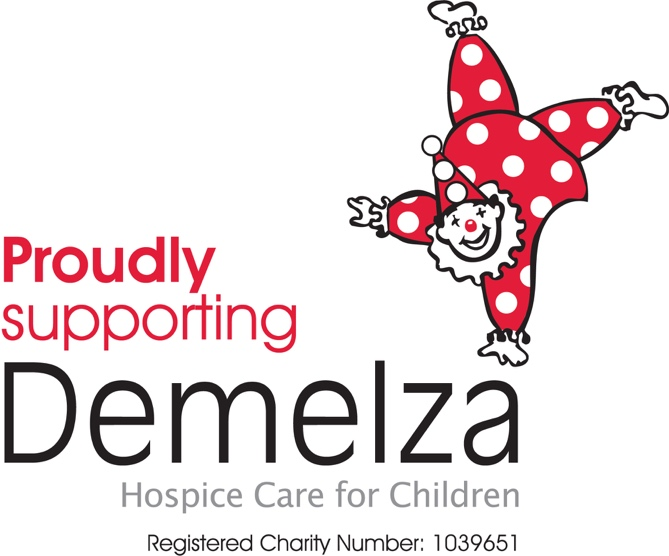 Proudly
supporting
Demelza
Hospice Care for Children
Registered Charity Number: 1039651